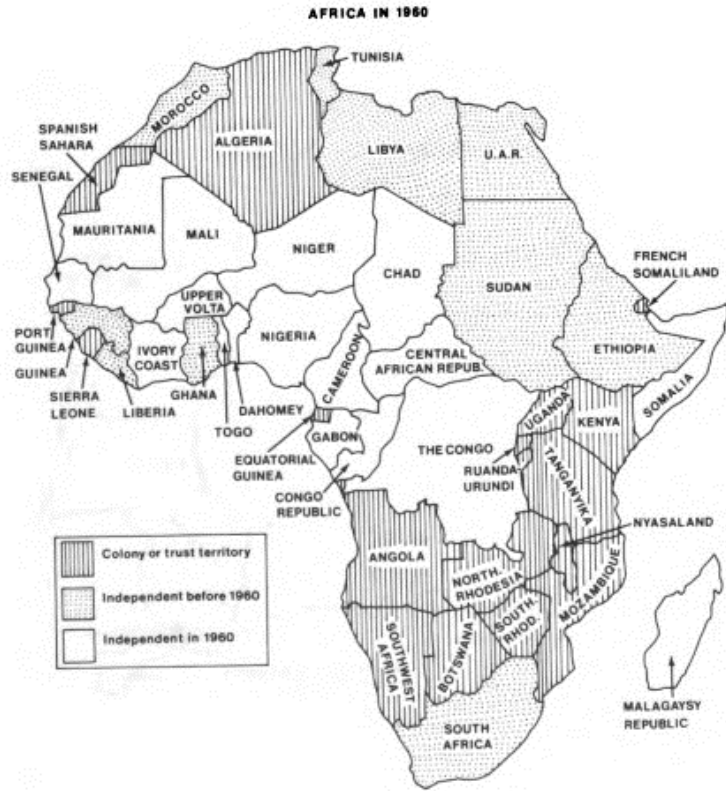 AFRICA IN 1960
TUNISIA
MOROCCO
SPANISH
SAHARA
ALGERIA
LIBYA
U.A.R.
SENEGAL
MAURITANIA
MALI
NIGER
CHAD
SUDAN
FRENCH
SOMALILAND
UPPER
VOLTA
NIGERIA
PORT
GUINEA
IVORY
COAST
GUINEA
SIERRA
LEONE
LIBERIA
GHANA
TOGO
DAHOMEY
CAMEROON
CENTRAL
AFRICAN REPUB.
ETHIOPIA
SOMALIA
UGANDA
KENYA
GABON
EQUATORIAL
GUINEA
CONGO
REPUBLIC
THE CONGO
RUANDA
URUNDI
TANGANYIKA
NYASALAND
ANGOLA
NORTH.
RHODESIA
MOZAMBIQUE
SOUTH.
RHOD.
SOUTHWEST
AFRICA
BOTSWANA
SOUTH
AFRICA
MALAGAYSY
REPUBLIC
Colony or trust territory
Independent before 1960
Independent in 1960